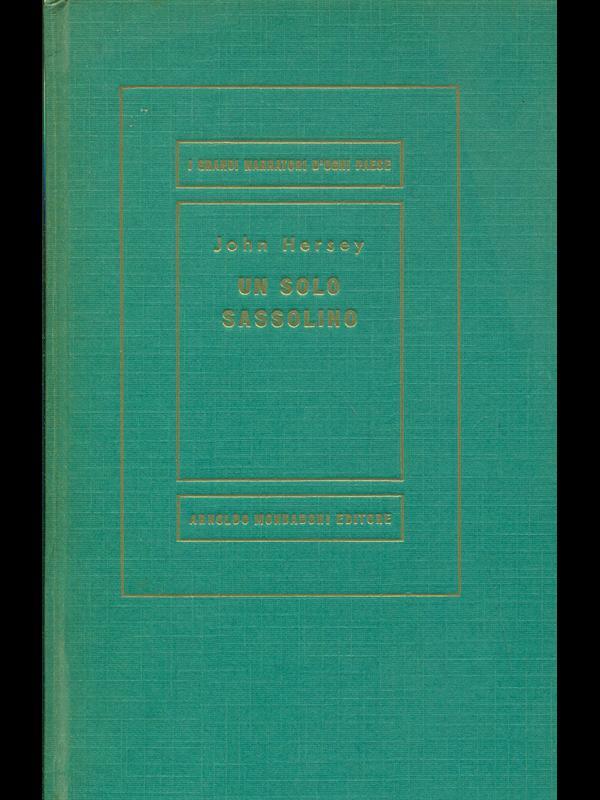 I GRANDI NARRATORI D'OGNI PAESE
John Hersey
UN SOLO
SASSOLINO
ARNOLDO MONDADORI EDITORE